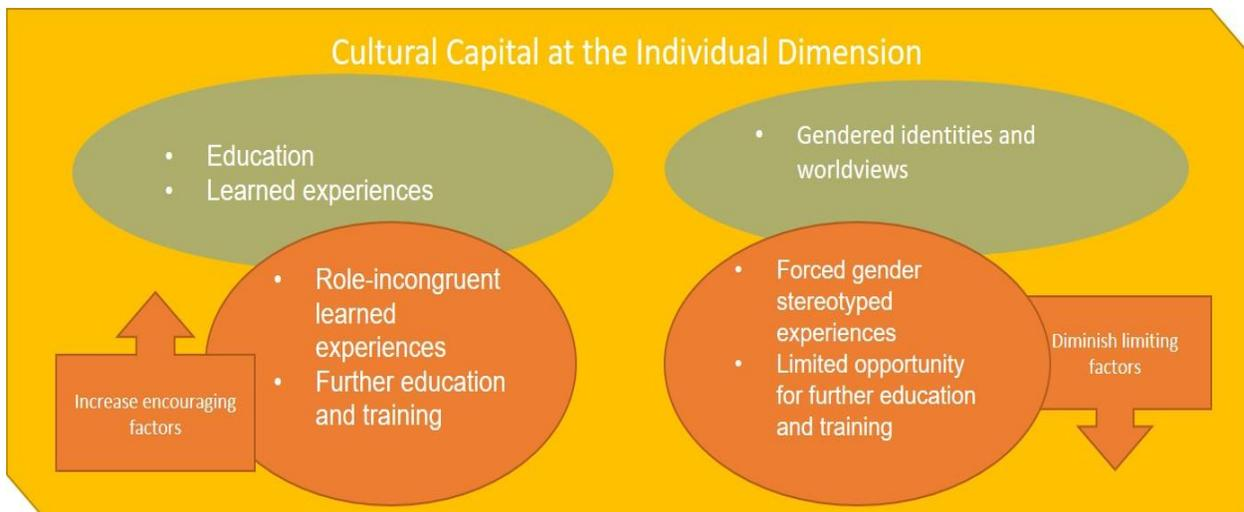 Cultural Capital at the Individual Dimension
• Education
• Learned experiences
• Gendered identities and
worldviews
• Role-incongruent
learned
experiences
• Further education
and training
• Forced gender
stereotyped
experiences
• Limited opportunity
for further education
and training
Increase encouraging
factors
Diminish limiting
factors